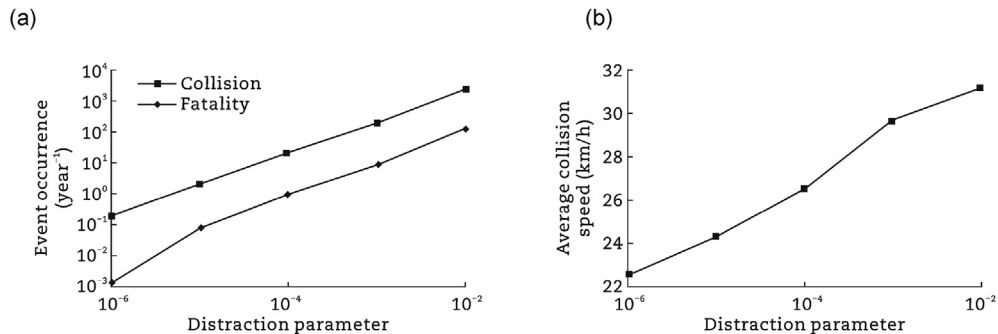 (a)
(b)
Collision
Fatality
Event occurrence
(year⁻¹)
10⁴
10³
10²
10¹
10⁰
10⁻¹
10⁻²
10⁻³
10⁻⁶
10⁻⁴
10⁻²
Distraction parameter
Average collision
speed (km/h)
32
30
28
26
24
22
10⁻⁶
10⁻⁴
10⁻²
Distraction parameter